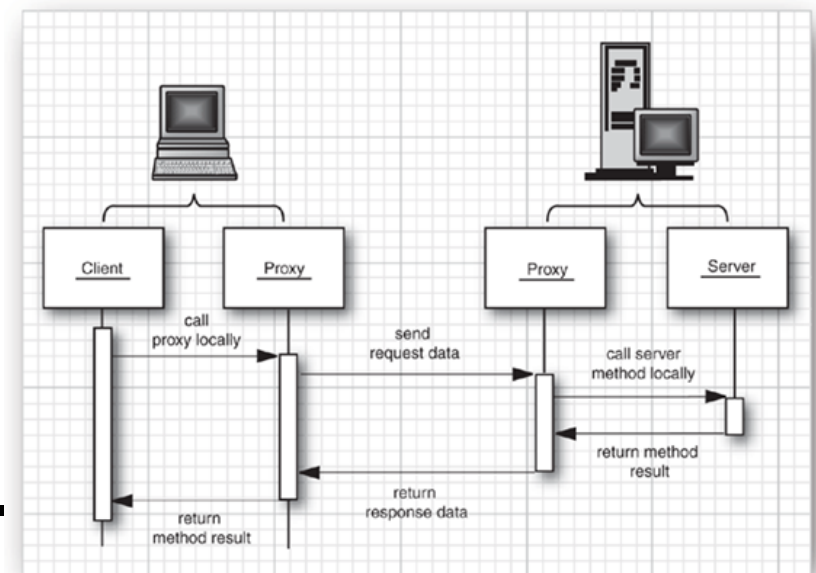 Client
Proxy
Proxy
Server
call
proxy locally
send
request data
call server
method locally
return method
result
return
response data
return
method result